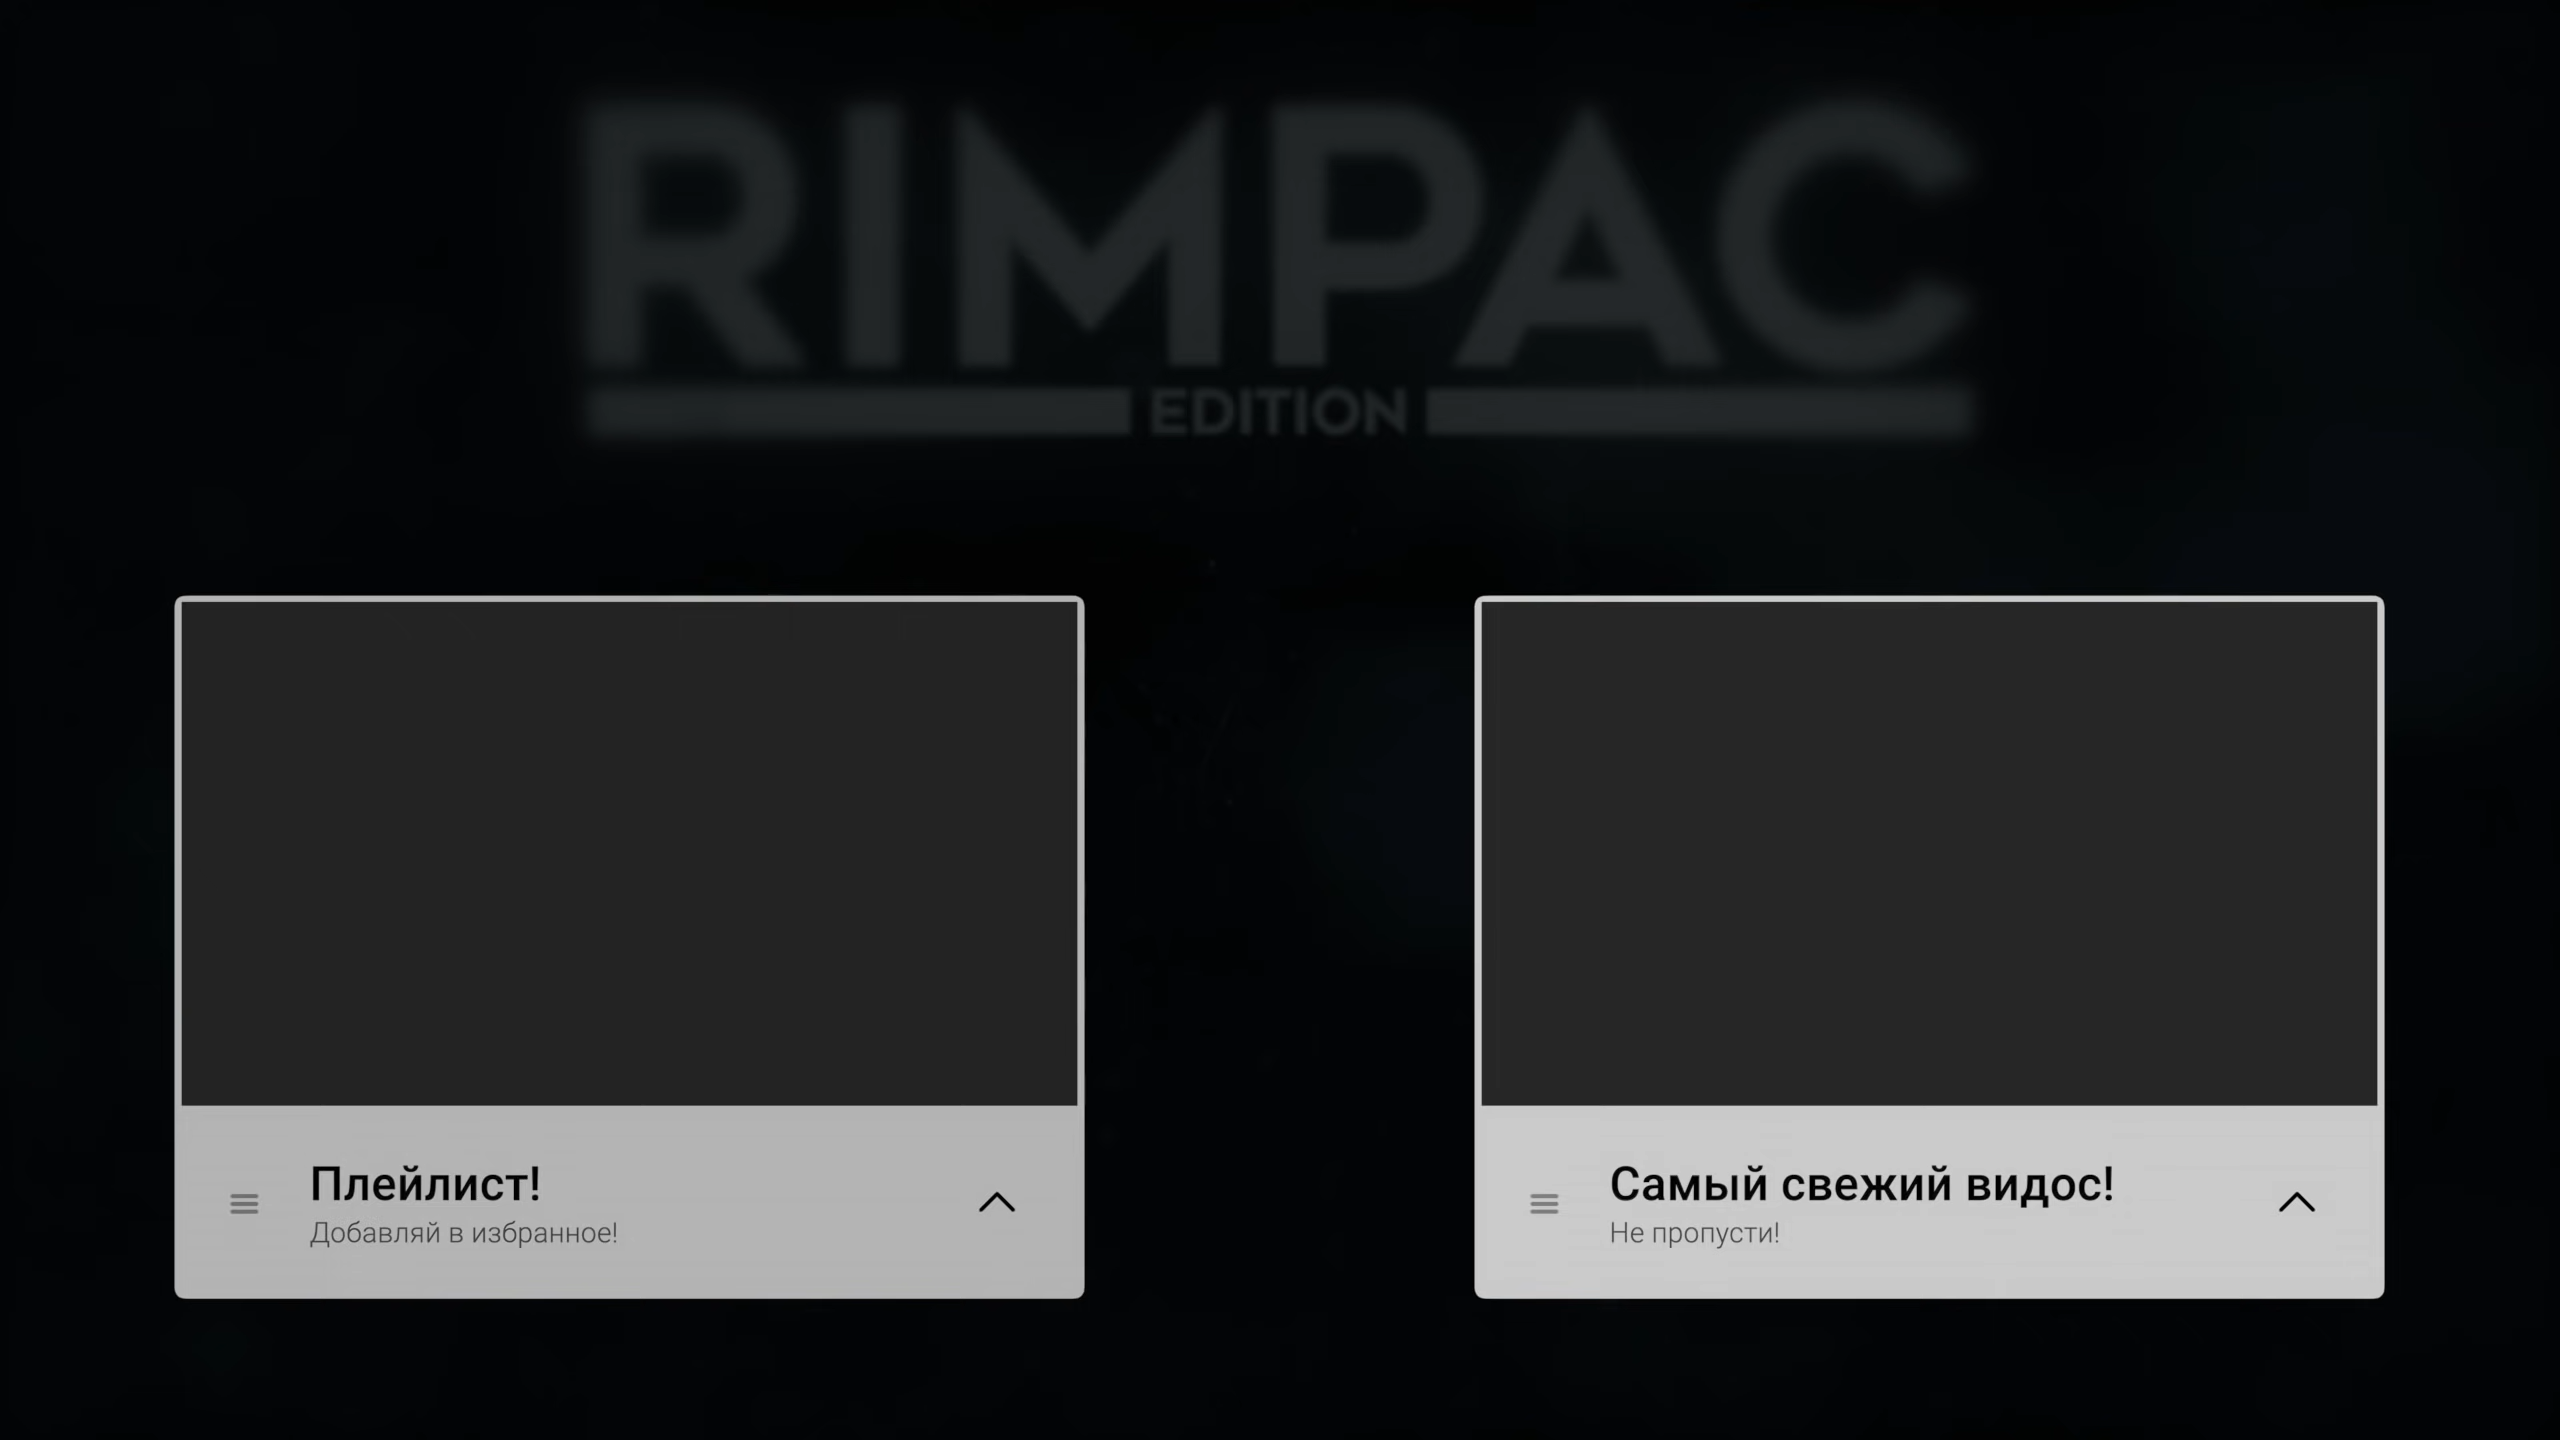 RIMPAC
EDITION
Плейлист!
Добавляй в избранное!
Самый свежий видос!
Не пропусти!